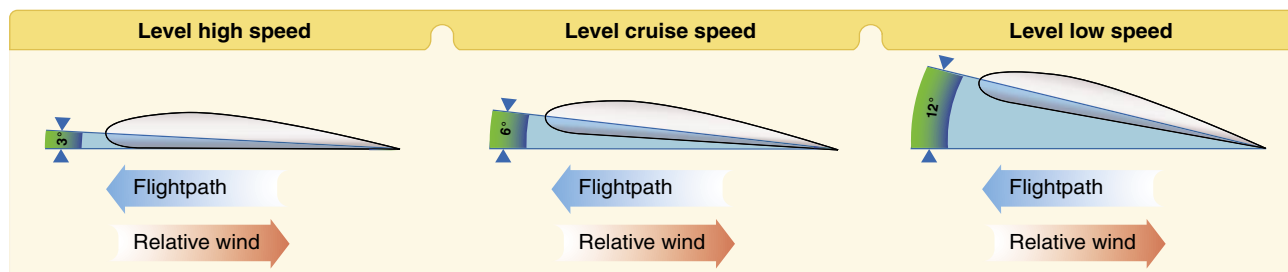 Level high speed
3°
Flightpath
Relative wind
Level cruise speed
6°
Flightpath
Relative wind
Level low speed
12°
Flightpath
Relative wind